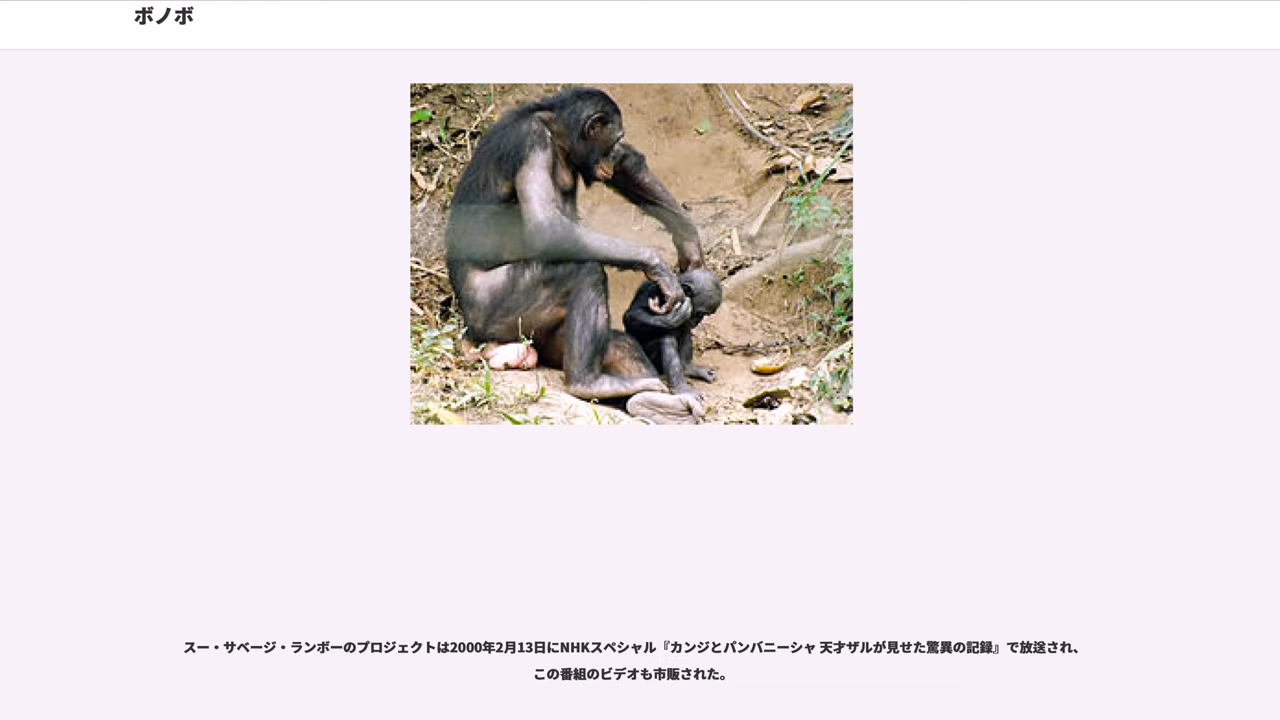 ボノボ
スー・サベージ・ランボーのプロジェクトは2000年2月13日にNHKスペシャル『カンジとパンバニーシャ 天才ザルが見せた驚異の記録』で放送され、
この番組のビデオも市販された。